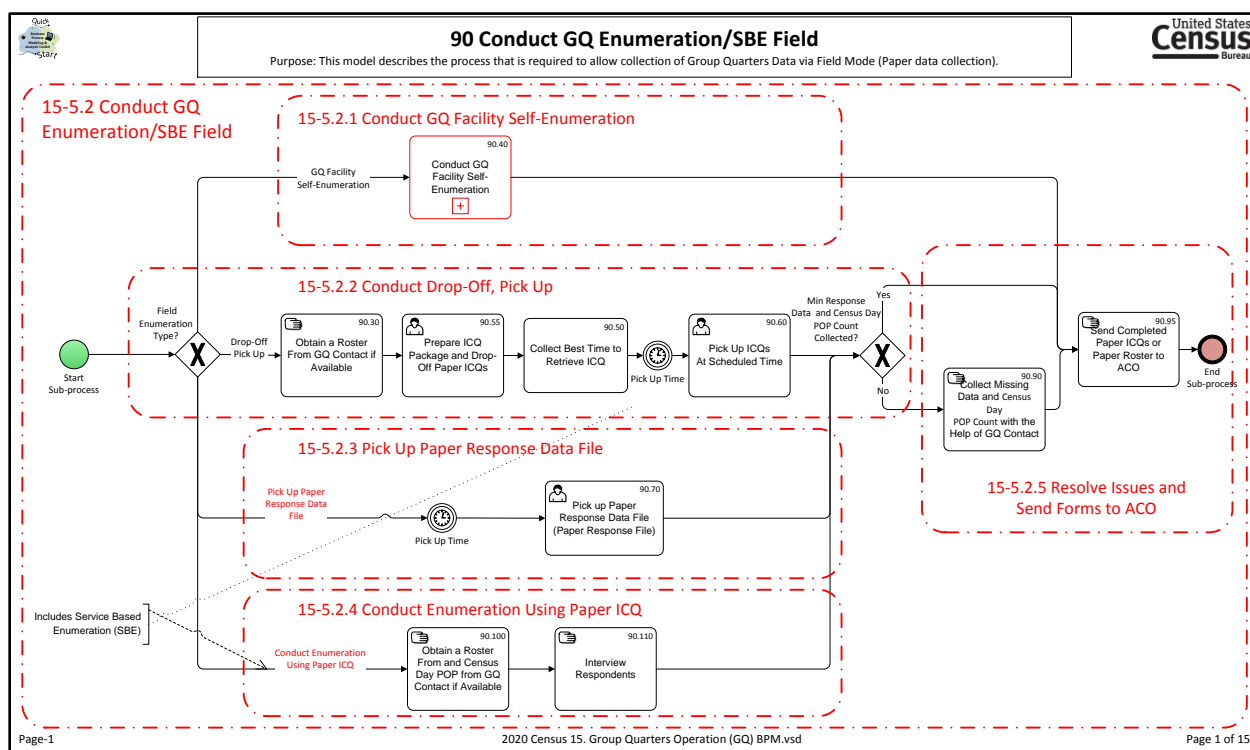 Quick
Business
Process
Modeling &
Analysis Toolkit
Start
90 Conduct GQ Enumeration/SBE Field
Purpose: This model describes the process that is required to allow collection of Group Quarters Data via Field Mode (Paper data collection).
United States
Census
Bureau
15-5.2 Conduct GQ
Enumeration/SBE Field
15-5.2.1 Conduct GQ Facility Self-Enumeration
GQ Facility
Self-Enumeration
90.40
Conduct GQ
Facility Self-
Enumeration
15-5.2.2 Conduct Drop-Off, Pick Up
Start
Sub-process
Field
Enumeration
Type?
Drop-Off
Pick Up
90.30
Obtain a Roster
From GQ Contact if
Available
90.55
Prepare ICQ
Package and Drop-
Off Paper ICQs
90.50
Collect Best Time to
Retrieve ICQ
Pick Up Time
90.60
Pick Up ICQs
At Scheduled Time
Min Response
Data and Census Day
POP Count
Collected?
Yes
No
90.90
Collect Missing
Data and Census
Day
POP Count with the
Help of GQ Contact
90.95
Send Completed
Paper ICQs or
Paper Roster to
ACO
End
Sub-process
15-5.2.5 Resolve Issues and
Send Forms to ACO
15-5.2.3 Pick Up Paper Response Data File
Pick Up Paper
Response Data
File
Pick Up Time
90.70
Pick up Paper
Response Data File
(Paper Response File)
Includes Service Based
Enumeration (SBE)
15-5.2.4 Conduct Enumeration Using Paper ICQ
Conduct Enumeration
Using Paper ICQ
90.100
Obtain a Roster
From and Census
Day POP from GQ
Contact if Available
90.110
Interview
Respondents
Page-1
2020 Census 15. Group Quarters Operation (GQ) BPM.vsd
Page 1 of 15